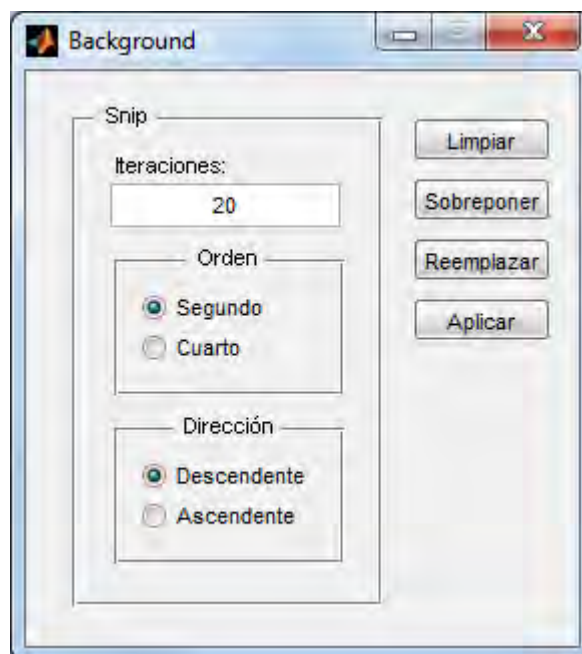 Background
Snip
Iteraciones:
20
Orden
Segundo
Cuarto
Dirección
Descendente
Ascendente
Limpiar
Sobreponer
Reemplazar
Aplicar